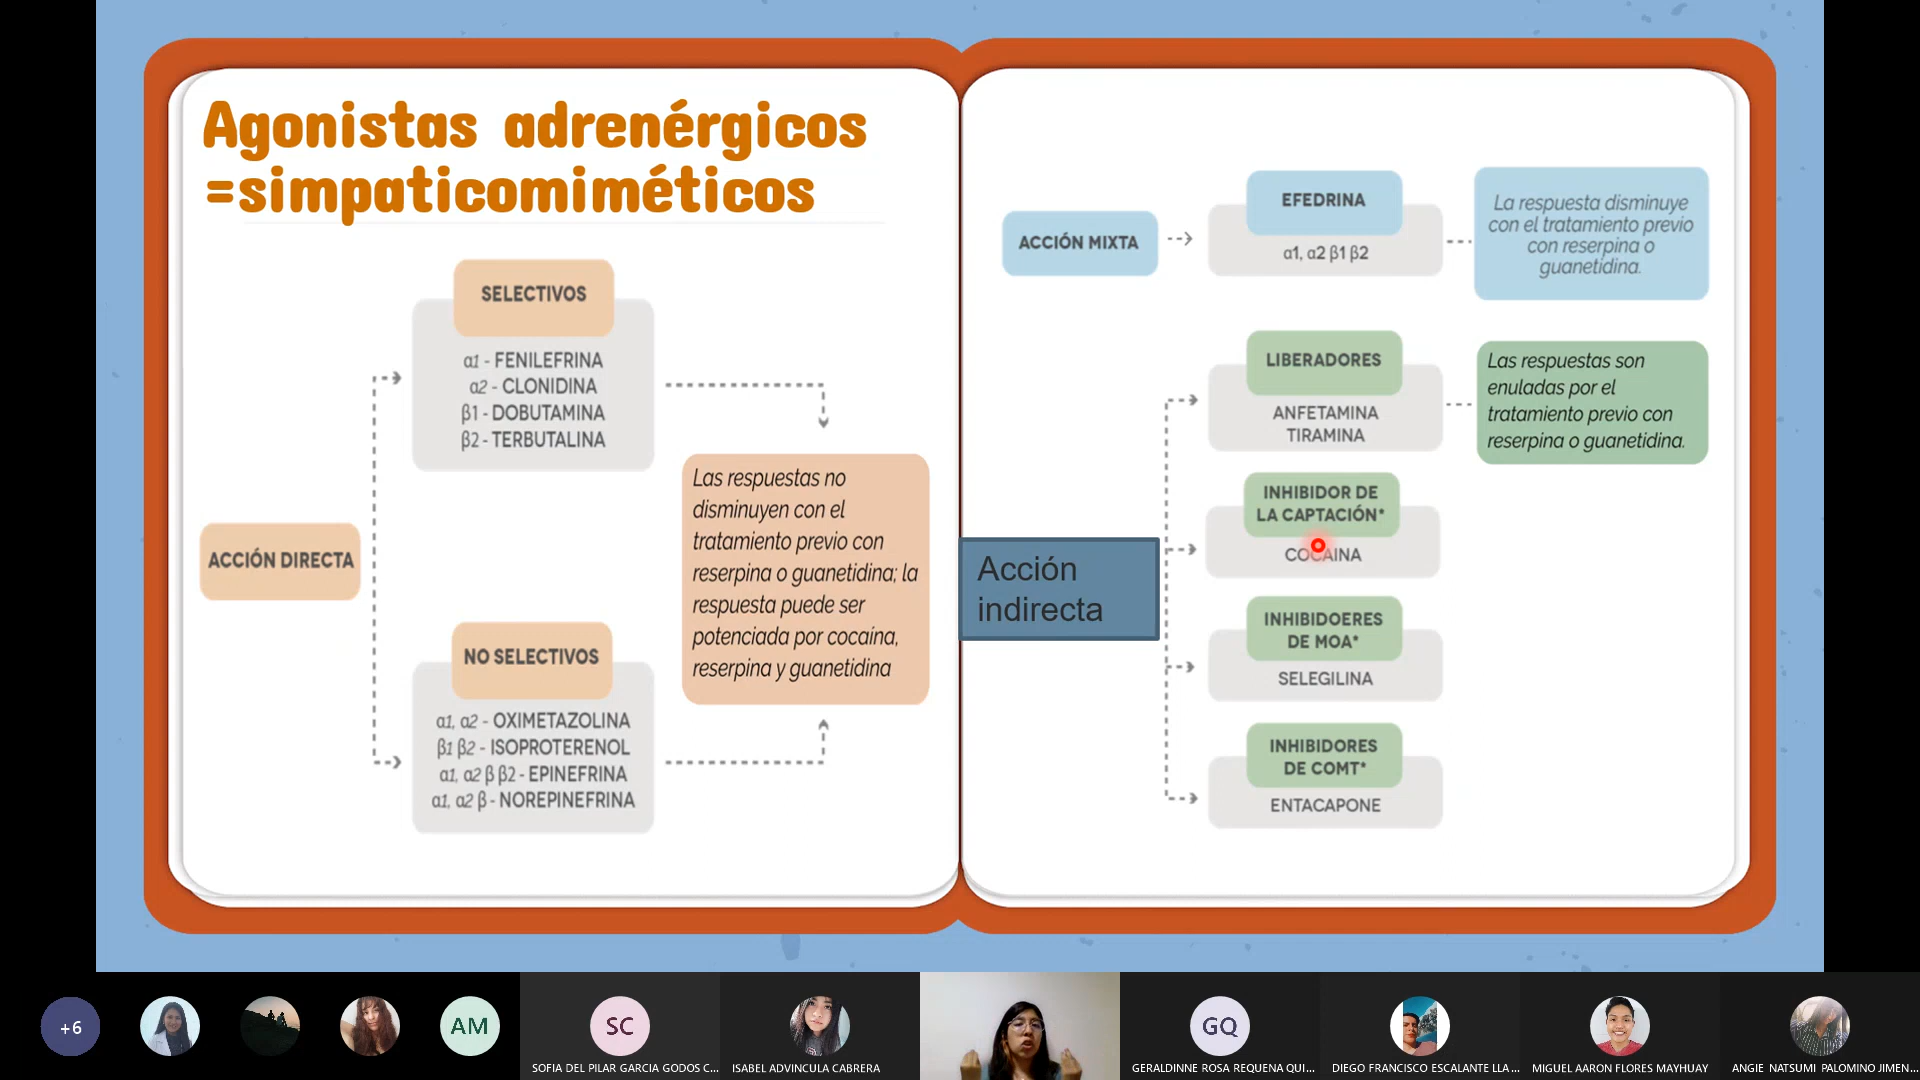 Agonistas adrenérgicos
=simpaticomiméticos
SELECTIVOS
α1 - FENILEFRINA
α2 - CLONIDINA
β1 - DOBUTAMINA
β2 - TERBUTALINA
ACCIÓN DIRECTA
NO SELECTIVOS
α1, α2 - OXIMETAZOLINA
β1 β2 - ISOPROTERENOL
α1, α2 β β2 - EPINEFRINA
α1, α2 β - NOREPINEFRINA
Las respuestas no
disminuyen con el
tratamiento previo con
reserpina o guanetidina; la
respuesta puede ser
potenciada por cocaína,
reserpina y guanetidina
ACCIÓN MIXTA
EFEDRINA
α1, α2 β1 β2
La respuesta disminuye
con el tratamiento previo
con reserpina o
guanetidina.
Acción
indirecta
LIBERADORES
ANFETAMINA
TIRAMINA
Las respuestas son
enuladas por el
tratamiento previo con
reserpina o guanetidina.
INHIBIDOR DE
LA CAPTACIÓN*
COCAINA
INHIBIDOERES
DE MOA*
SELEGILINA
INHIBIDORES
DE COMT*
ENTACAPONE
+6
AM
SC
SOFIA DEL PILAR GARCIA GODOS C...
ISABEL ADVINCULA CABRERA
GQ
GERALDINNE ROSA REQUENA QUI...
DIEGO FRANCISCO ESCALANTE LLA...
MIGUEL AARON FLORES MAYHUAY
ANGIE NATSUMI PALOMINO JIMEN...